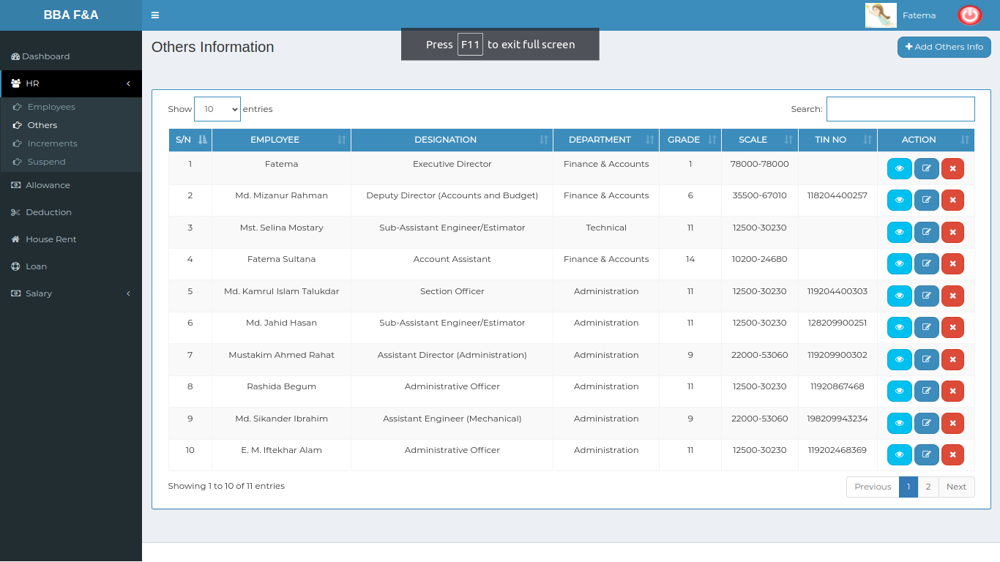 BBA F&A
Fatema
Press F11 to exit full screen
Others Information
Add Others Info
Dashboard
HR
Employees
Others
Increments
Suspend
Allowance
Deduction
House Rent
Loan
Salary
Show 10 entries
Search:
S/N EMPLOYEE DESIGNATION DEPARTMENT GRADE SCALE TIN NO ACTION
1 Fatema Executive Director Finance & Accounts 1 78000-78000
2 Md. Mizanur Rahman Deputy Director (Accounts and Budget) Finance & Accounts 6 35500-67010 118204400257
3 Mst. Selina Mostary Sub-Assistant Engineer/Estimator Technical 11 12500-30230
4 Fatema Sultana Account Assistant Finance & Accounts 14 10200-24680
5 Md. Kamrul Islam Talukdar Section Officer Administration 11 12500-30230 119204400303
6 Md. Jahid Hasan Sub-Assistant Engineer/Estimator Administration 11 12500-30230 128209900251
7 Mustakim Ahmed Rahat Assistant Director (Administration) Administration 9 22000-53060 119209900302
8 Rashida Begum Administrative Officer Administration 11 12500-30230 11920867468
9 Md. Sikander Ibrahim Assistant Engineer (Mechanical) Administration 9 22000-53060 198209943234
10 E. M. Iftekhar Alam Administrative Officer Administration 11 12500-30230 119202468369
Showing 1 to 10 of 11 entries
Previous 1 2 Next